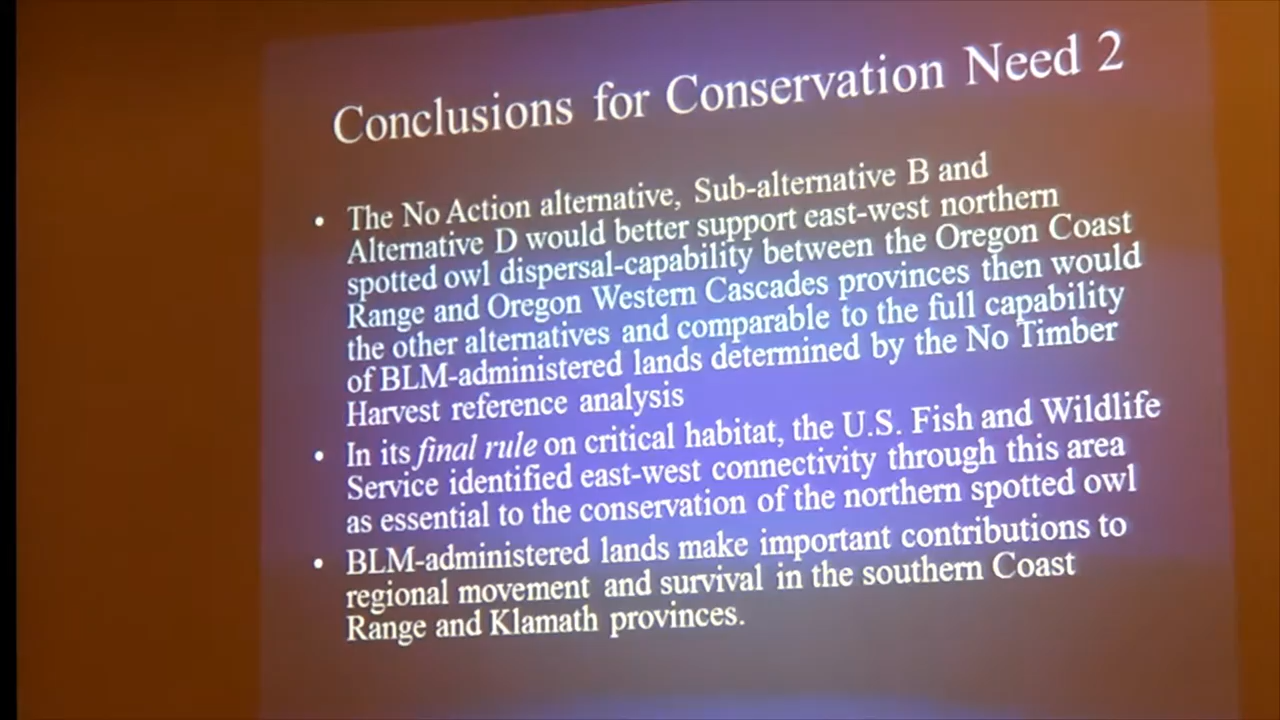 Conclusions for Conservation Need 2
• The No Action alternative, Sub-alternative B and
Alternative D would better support east-west northern
spotted owl dispersal-capability between the Oregon Coast
Range and Oregon Western Cascades provinces then would
the other alternatives and comparable to the full capability
of BLM-administered lands determined by the No Timber
Harvest reference analysis
• In its final rule on critical habitat, the U.S. Fish and Wildlife
Service identified east-west connectivity through this area
as essential to the conservation of the northern spotted owl
• BLM-administered lands make important contributions to
regional movement and survival in the southern Coast
Range and Klamath provinces.